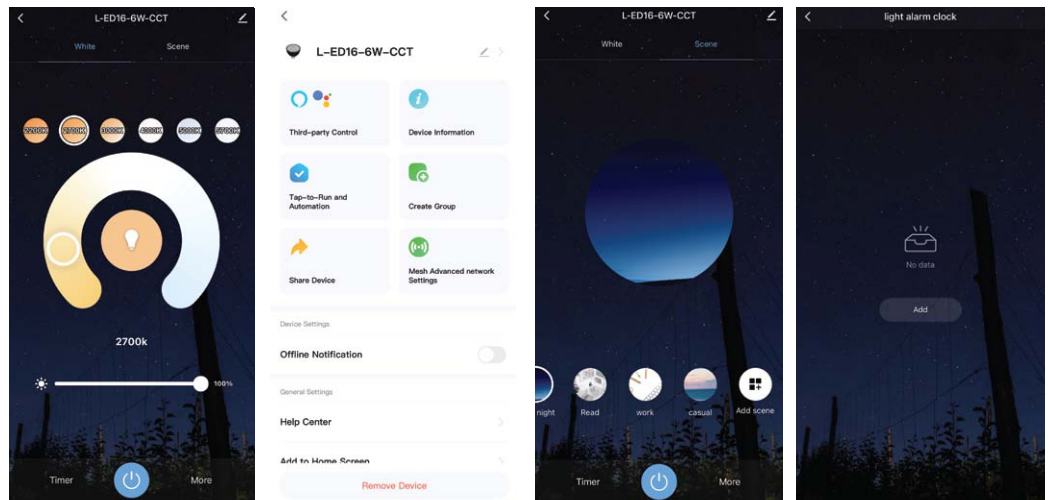 L-ED16-6W-CCT
White
Scene
2200K
2700K
3000K
4000K
5000K
5700K
2700k
100%
Timer
More
L-ED16-6W-CCT
Third-party Control
Device Information
Tap-to-Run and
Automation
Create Group
Share Device
Mesh Advanced network
Settings
Device Settings
Offline Notification
General Settings
Help Center
Add to Home Screen
Remove Device
L-ED16-6W-CCT
White
Scene
night
Read
work
casual
Add scene
Timer
More
light alarm clock
No data
Add